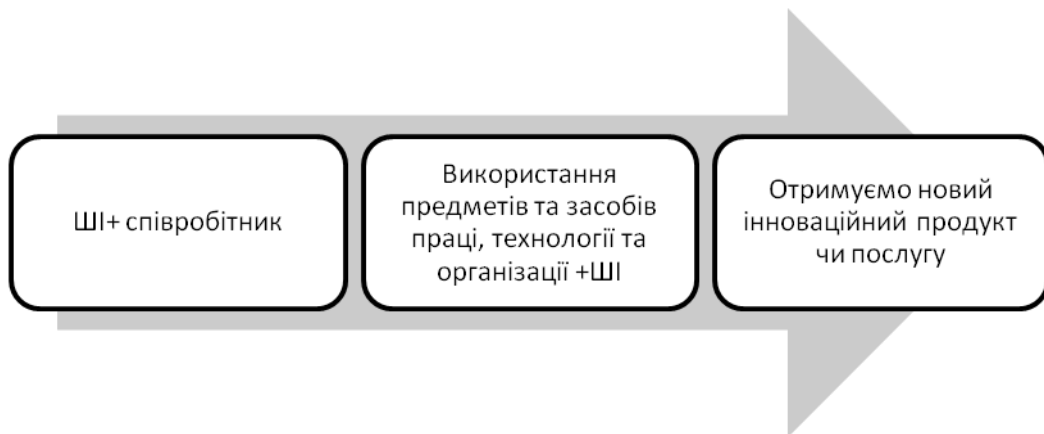 ШІ+ співробітник
Використання
предметів та засобів
праці, технології та
організації +ШІ
Отримуємо новий
інноваційний продукт
чи послугу